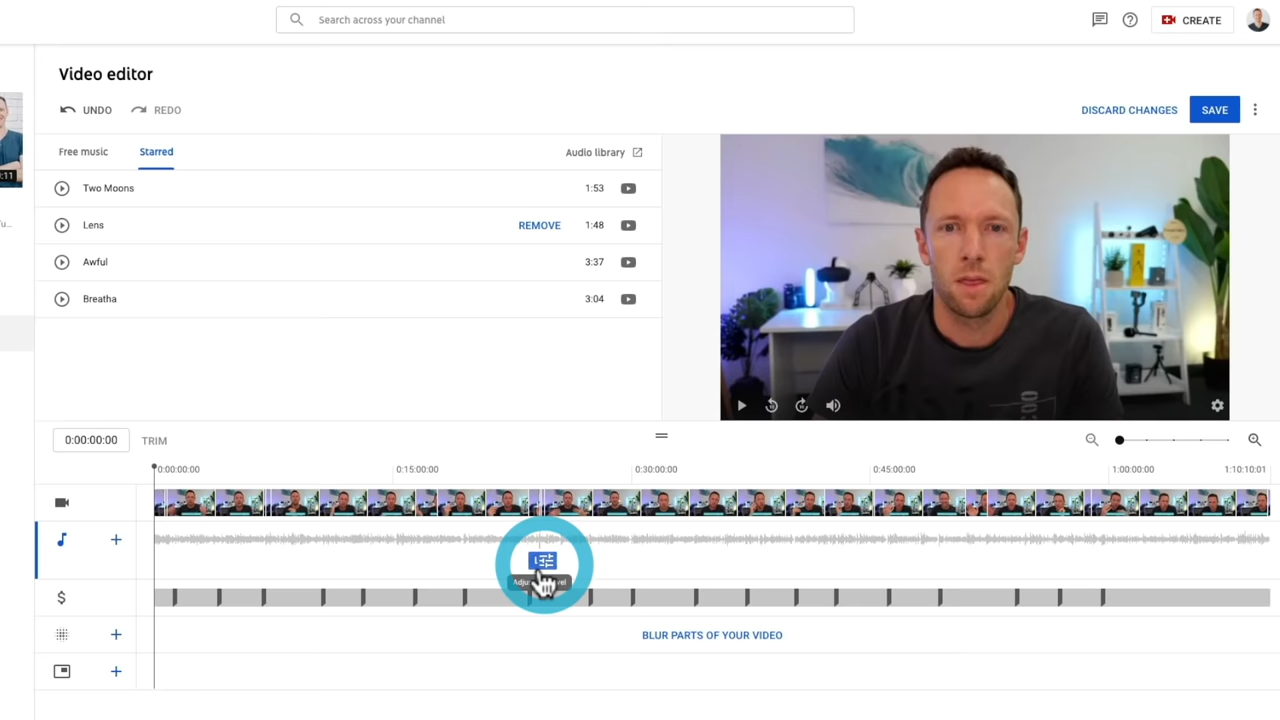 Search across your channel
CREATE
Video editor
UNDO
REDO
DISCARD CHANGES
SAVE
:11
Free music
Starred
Audio library
Two Moons
1:53
Lens
REMOVE
1:48
Awful
3:37
Breatha
3:04
0:00:00:00
TRIM
0:00:00:00
0:15:00:00
0:30:00:00
0:45:00:00
1:00:00:00
1:10:10:01
$
BLUR PARTS OF YOUR VIDEO